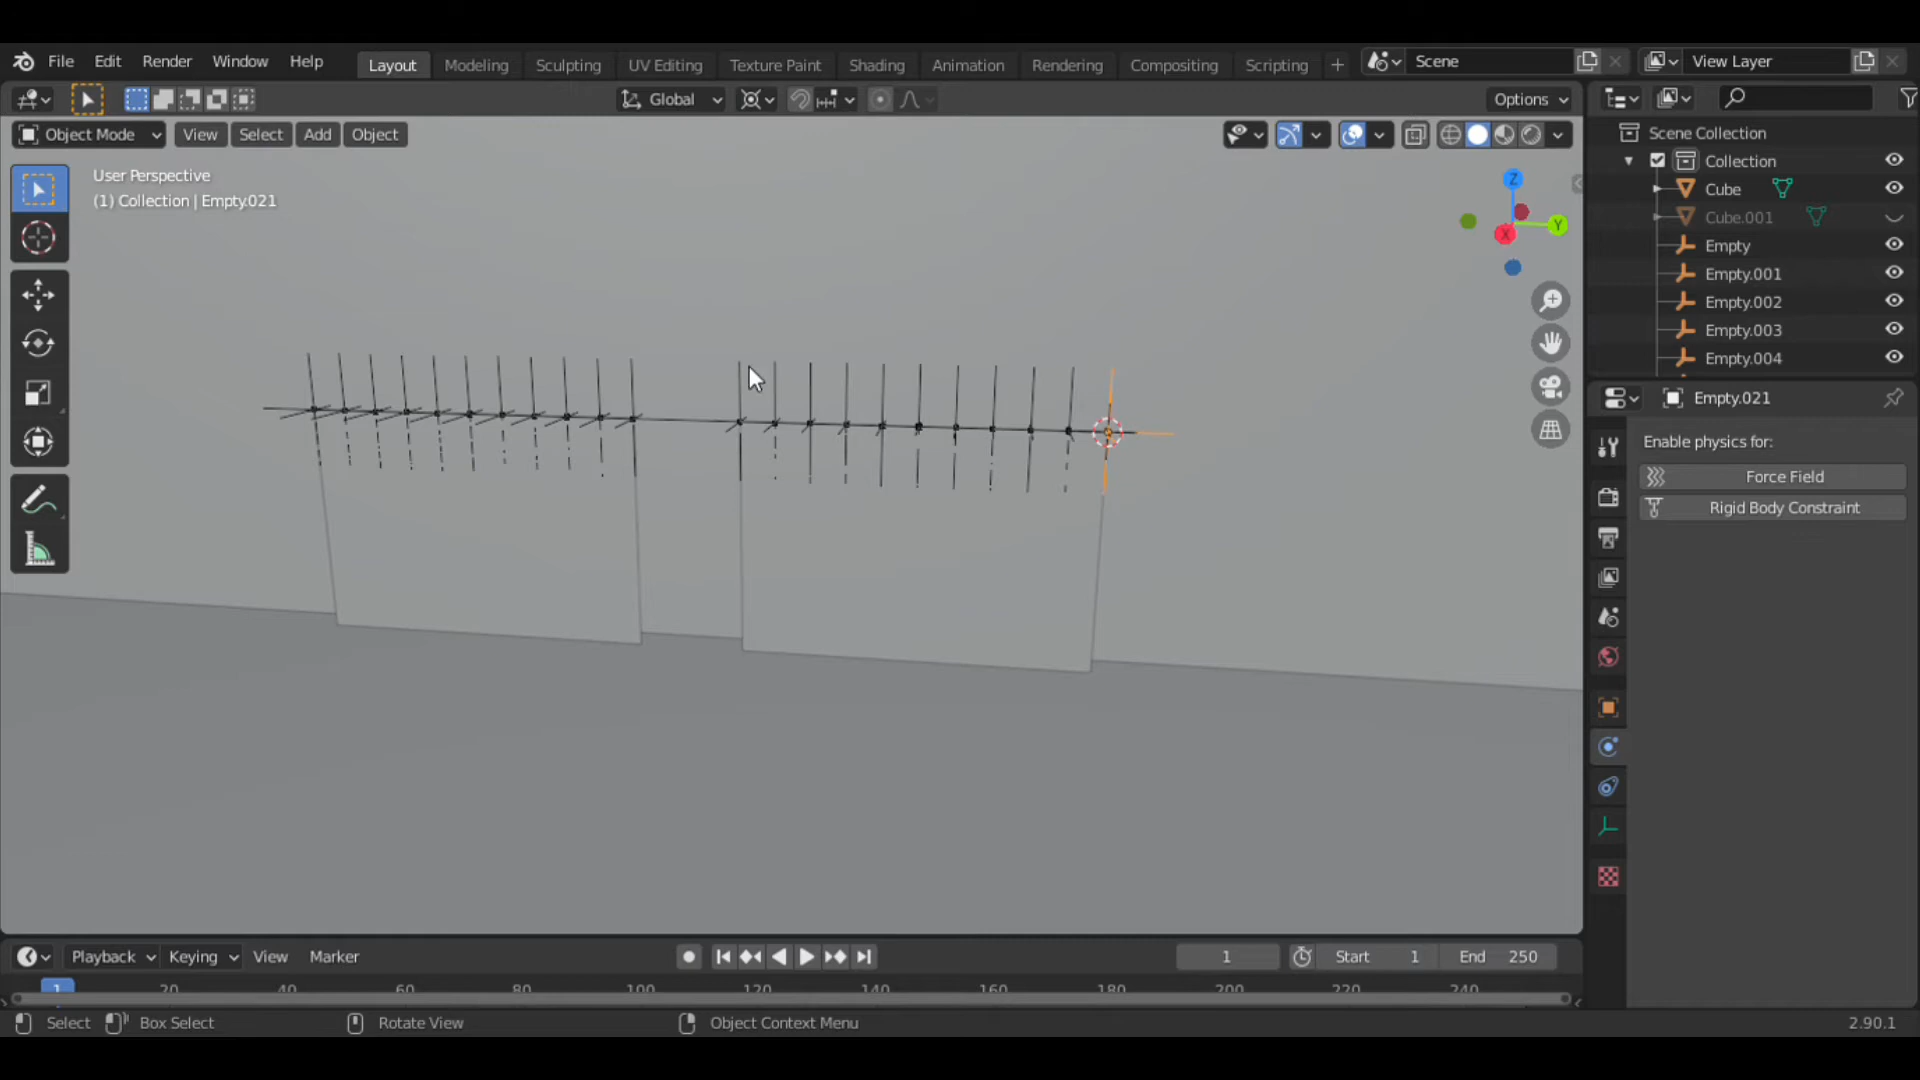 File Edit Render Window Help Layout Modeling Sculpting UV Editing Texture Paint Shading Animation Rendering Compositing Scripting + Scene View Layer
Global Options
Object Mode View Select Add Object
User Perspective
(1) Collection | Empty.021
Z
Y
X
Scene Collection
Collection
Cube
Cube.001
Empty
Empty.001
Empty.002
Empty.003
Empty.004
Empty.021
Enable physics for:
Force Field
Rigid Body Constraint
Playback Keying View Marker 1 Start 1 End 250
1 20 40 60 80 100 120 140 160 180 200 220 240
Select Box Select Rotate View Object Context Menu 2.90.1